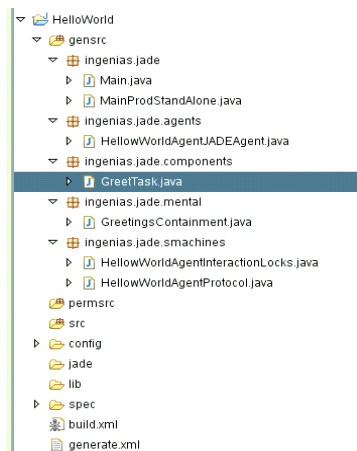 HelloWorld
gensrc
ingenias.jade
Main.java
MainProdStandAlone.java
ingenias.jade.agents
HellowWorldAgentJADEAgent.java
ingenias.jade.components
GreetTask.java
ingenias.jade.mental
GreetingsContainment.java
ingenias.jade.smachines
HellowWorldAgentInteractionLocks.java
HellowWorldAgentProtocol.java
permsrc
src
config
jade
lib
spec
build.xml
generate.xml